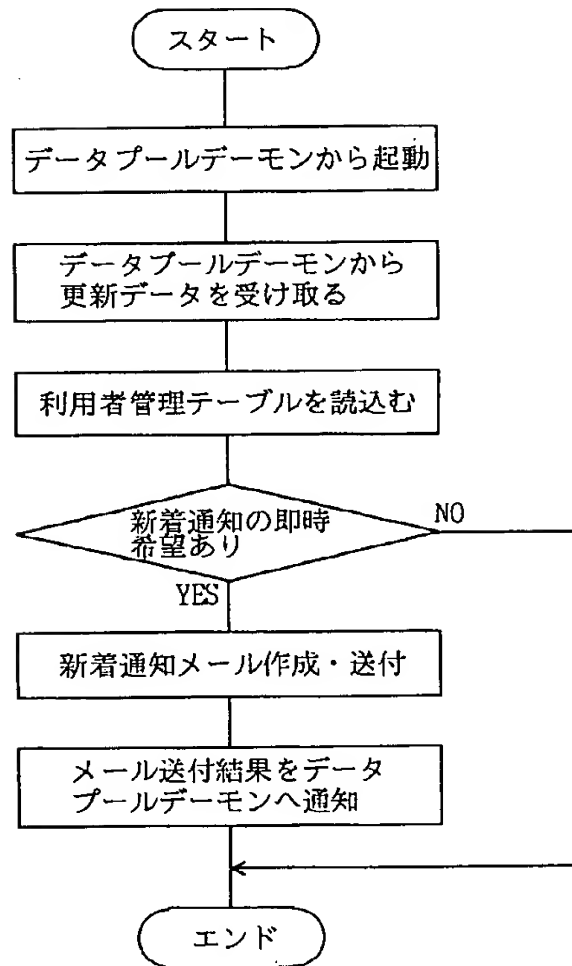 スタート
データプールデーモンから起動
データプールデーモンから
更新データを受け取る
利用者管理テーブルを読込む
新着通知の即時
希望あり
NO
YES
新着通知メール作成・送付
メール送付結果をデータ
プールデーモンへ通知
エンド